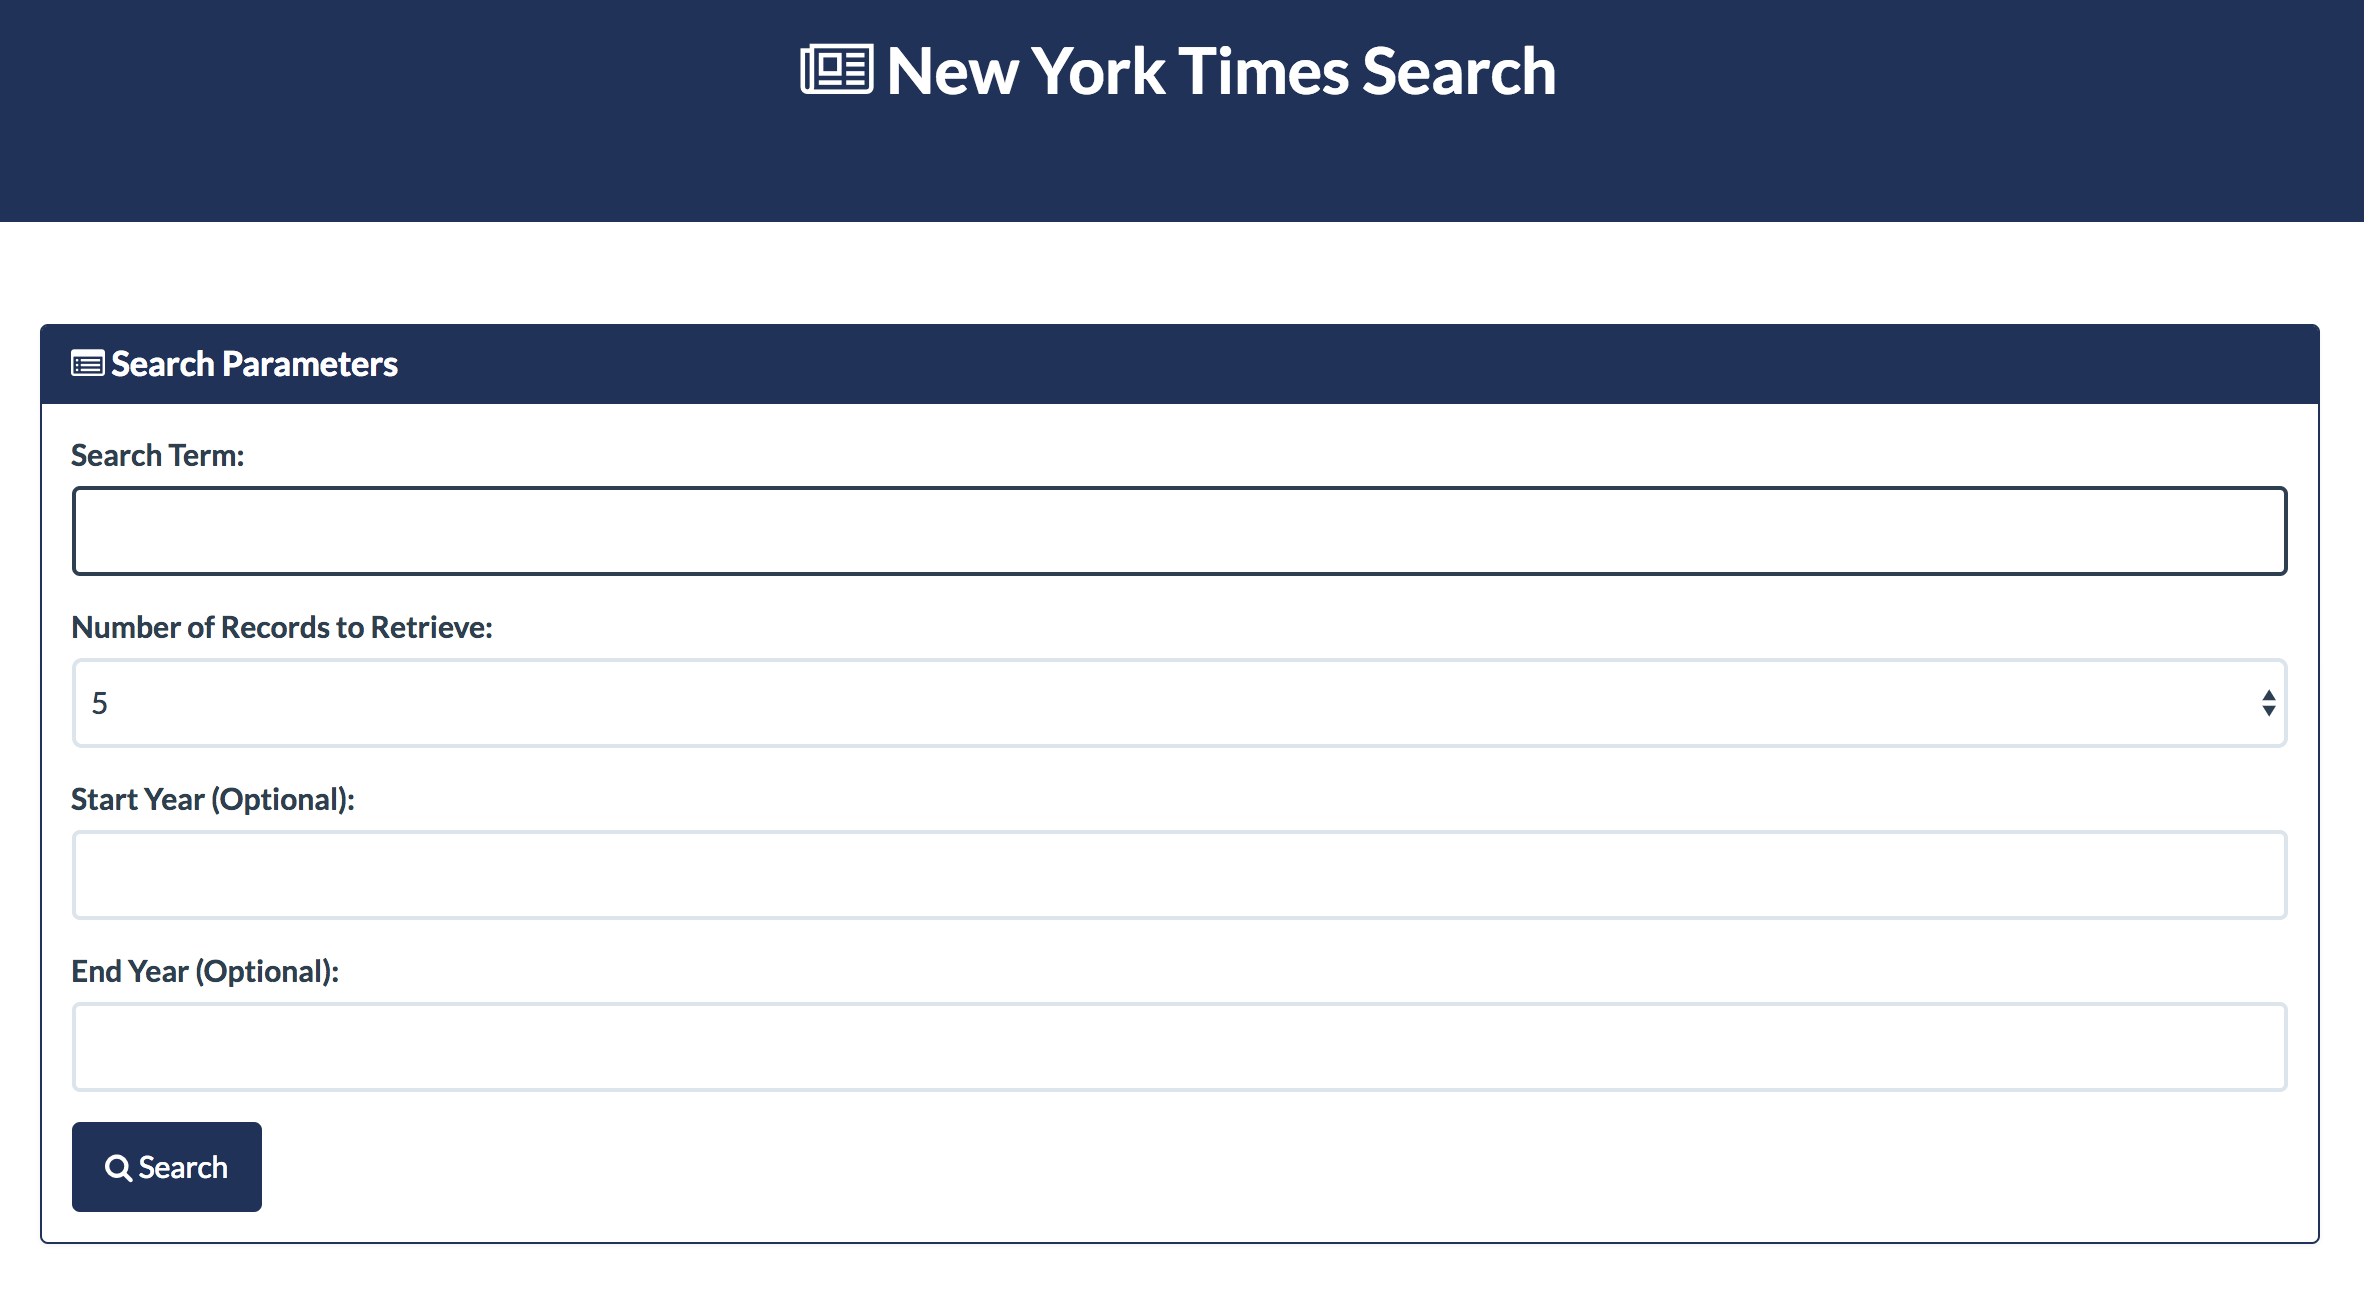 New York Times Search
Search Parameters
Search Term:
Number of Records to Retrieve:
5
Start Year (Optional):
End Year (Optional):
Search